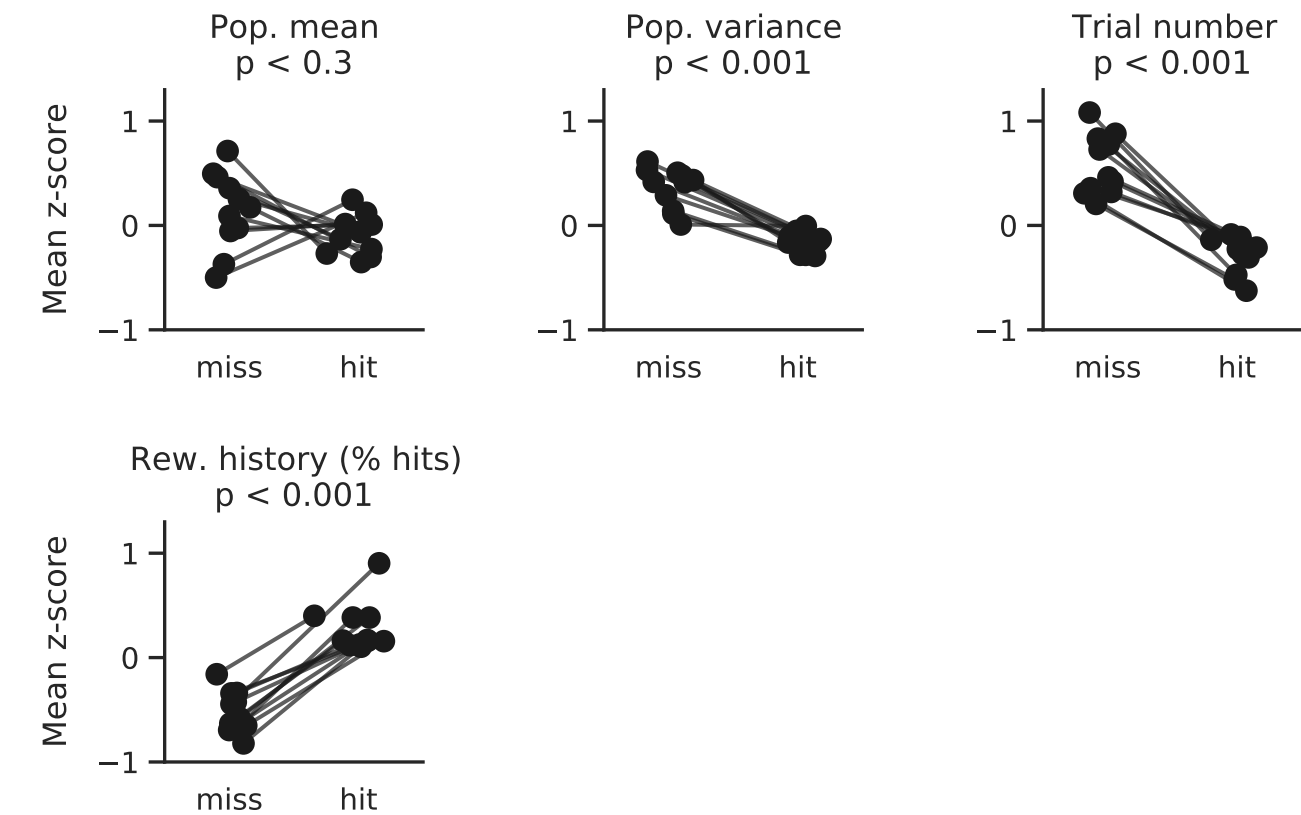 Pop. mean
p < 0.3
Pop. variance
p < 0.001
Trial number
p < 0.001
Mean z-score
1
0
−1
miss hit
1
0
−1
miss hit
1
0
−1
miss hit
Rew. history (% hits)
p < 0.001
Mean z-score
1
0
−1
miss hit